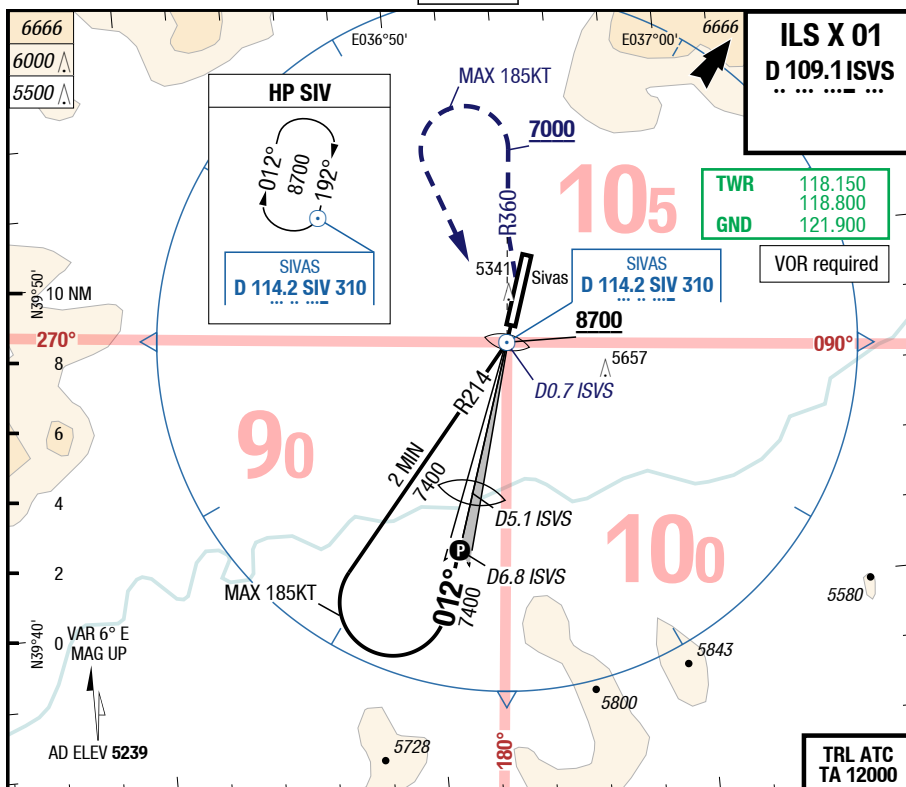 6666
6000
5500
E036°50'
E037°00'
6666
ILS X 01
D 109.1 ISVS
HP SIV
012°
8700
192°
SIVAS
D 114.2 SIV 310
MAX 185KT
7000
R360
105
TWR 118.150
118.800
GND 121.900
VOR required
5341
Sivas
SIVAS
D 114.2 SIV 310
8700
N39°50'
10 NM
270°
090°
8
5657
D0.7 ISVS
R214
6
90
2 MIN
7400
4
D5.1 ISVS
100
2
D6.8 ISVS
P
012°
7400
MAX 185KT
5580
N39°40'
0
VAR 6° E
MAG UP
5843
5800
AD ELEV 5239
5728
180°
TRL ATC
TA 12000